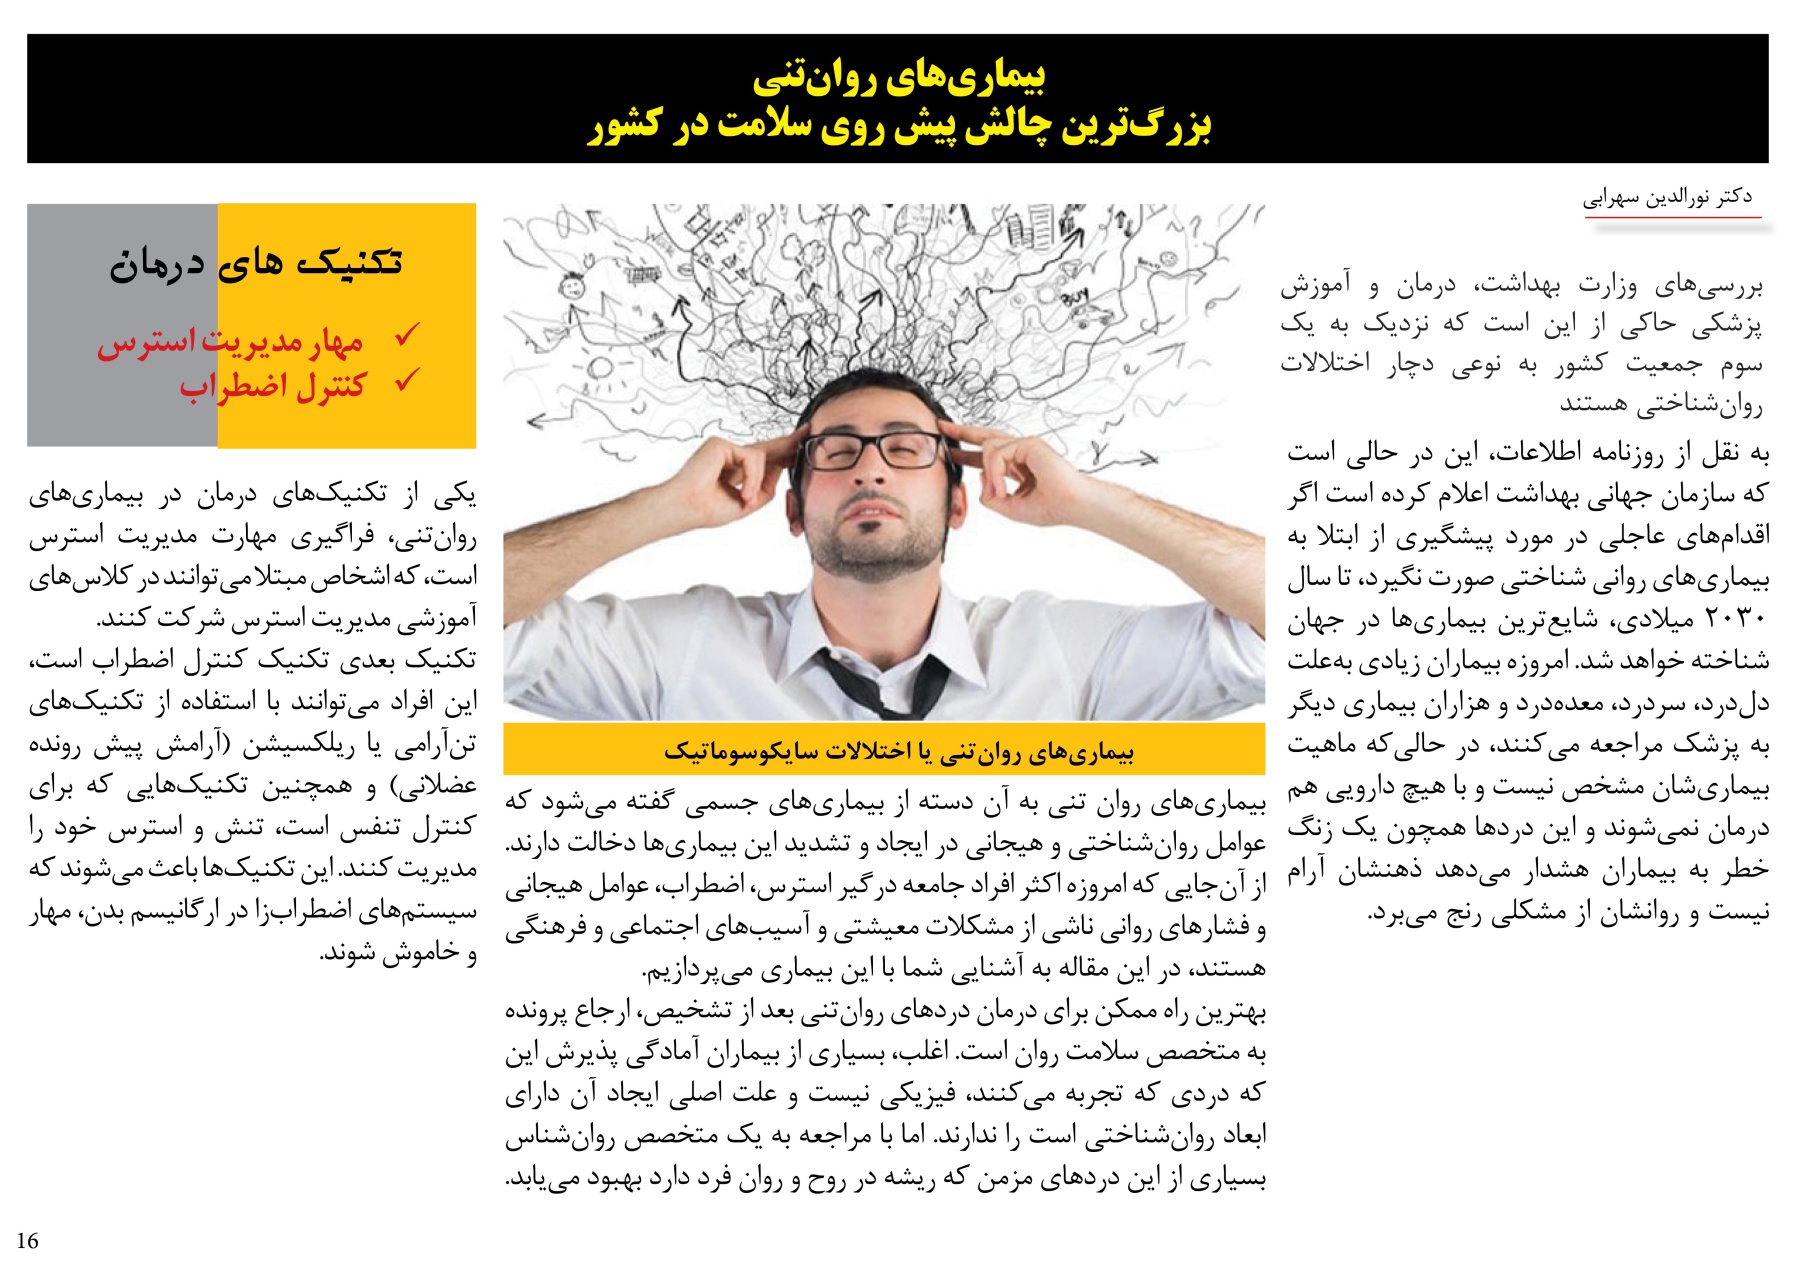 بیماری‌های روان‌تنی
بزرگ‌ترین چالش پیش روی سلامت در کشور
دکتر نورالدین سهرابی
بررسی‌های وزارت بهداشت، درمان و آموزش
پزشکی حاکی از این است که نزدیک به یک
سوم جمعیت کشور به نوعی دچار اختلالات
روان‌شناختی هستند
به نقل از روزنامه اطلاعات، این در حالی است
که سازمان جهانی بهداشت اعلام کرده است اگر
اقدام‌های عاجلی در مورد پیشگیری از ابتلا به
بیماری‌های روانی شناختی صورت نگیرد، تا سال
۲۰۳۰ میلادی، شایع‌ترین بیماری‌ها در جهان
شناخته خواهد شد. امروزه بیماران زیادی به‌علت
دل‌درد، سردرد، معده‌درد و هزاران بیماری دیگر
به پزشک مراجعه می‌کنند، در حالی‌که ماهیت
بیماری‌شان مشخص نیست و با هیچ دارویی هم
درمان نمی‌شوند و این دردها همچون یک زنگ
خطر به بیماران هشدار می‌دهد ذهنشان آرام
نیست و روانشان از مشکلی رنج می‌برد.
BUY
بیماری‌های روان‌تنی یا اختلالات سایکوسوماتیک
بیماری‌های روان تنی به آن دسته از بیماری‌های جسمی گفته می‌شود که
عوامل روان‌شناختی و هیجانی در ایجاد و تشدید این بیماری‌ها دخالت دارند.
از آن‌جایی که امروزه اکثر افراد جامعه درگیر استرس، اضطراب، عوامل هیجانی
و فشارهای روانی ناشی از مشکلات معیشتی و آسیب‌های اجتماعی و فرهنگی
هستند، در این مقاله به آشنایی شما با این بیماری می‌پردازیم.
بهترین راه ممکن برای درمان دردهای روان‌تنی بعد از تشخیص، ارجاع پرونده
به متخصص سلامت روان است. اغلب، بسیاری از بیماران آمادگی پذیرش این
که دردی که تجربه می‌کنند، فیزیکی نیست و علت اصلی ایجاد آن دارای
ابعاد روان‌شناختی است را ندارند. اما با مراجعه به یک متخصص روان‌شناس
بسیاری از این دردهای مزمن که ریشه در روح و روان فرد دارد بهبود می‌یابد.
تکنیک های درمان
✓ مهار مدیریت استرس
✓ کنترل اضطراب
یکی از تکنیک‌های درمان در بیماری‌های
روان‌تنی، فراگیری مهارت مدیریت استرس
است، که اشخاص مبتلا می‌توانند در کلاس‌های
آموزشی مدیریت استرس شرکت کنند.
تکنیک بعدی تکنیک کنترل اضطراب است،
این افراد می‌توانند با استفاده از تکنیک‌های
تن‌آرامی یا ریلکسیشن (آرامش پیش رونده
عضلانی) و همچنین تکنیک‌هایی که برای
کنترل تنفس است، تنش و استرس خود را
مدیریت کنند. این تکنیک‌ها باعث می‌شوند که
سیستم‌های اضطراب‌زا در ارگانیسم بدن، مهار
و خاموش شوند.
16